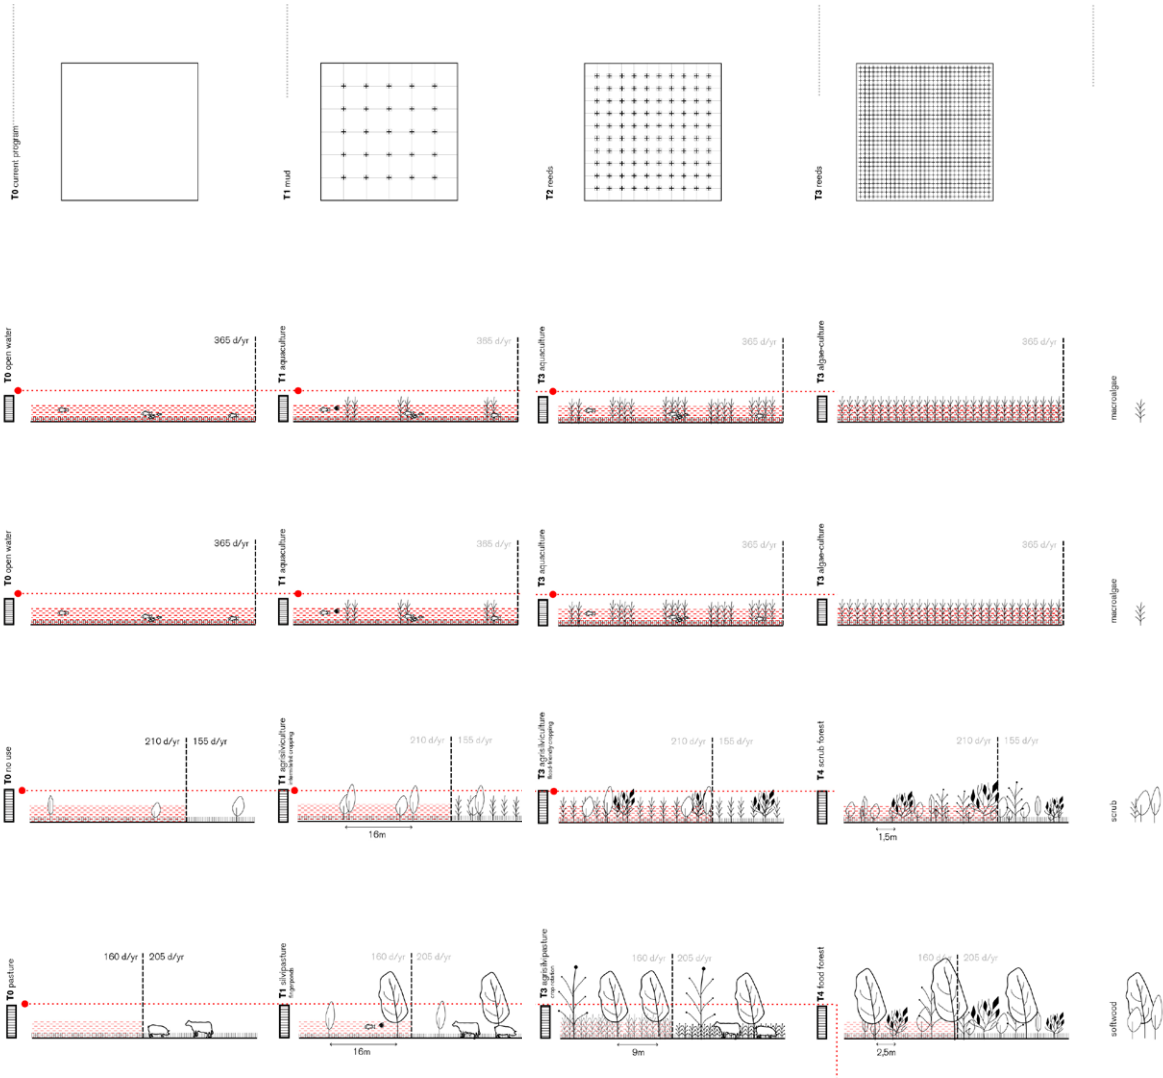 T0 current program
T1 mud
T2 reeds
T3 reeds
T0 open water
365 d/yr
T1 aquaculture
365 d/yr
T3 aquaculture
365 d/yr
T3 algae-culture
365 d/yr
macroalgae
T0 open water
365 d/yr
T1 aquaculture
365 d/yr
T3 aquaculture
365 d/yr
T3 algae-culture
365 d/yr
macroalgae
T0 no use
210 d/yr 155 d/yr
T1 agrisilviculture
cropping
210 d/yr 155 d/yr
16m
T3 agrisilviculture
flood-friendly cropping
210 d/yr 155 d/yr
T4 scrub forest
210 d/yr 155 d/yr
1,5m
scrub
T0 pasture
160 d/yr 205 d/yr
T1 silvipasture
160 d/yr 205 d/yr
16m
T3 agrisilvipasture
crop rotation
160 d/yr 205 d/yr
9m
T4 food forest
160 d/yr 205 d/yr
2,5m
softwood